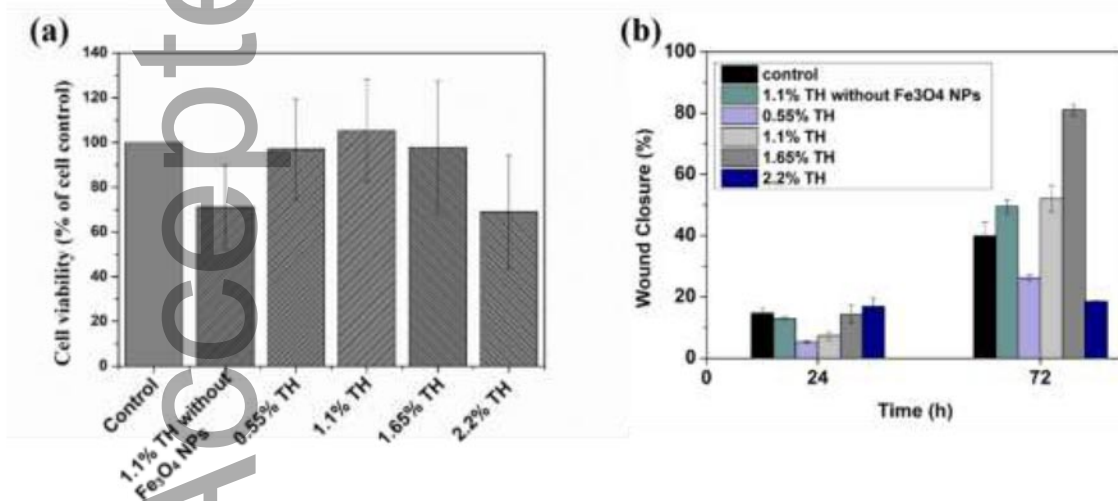 (a)
140
120
100
80
60
40
20
0
Cell viability (% of cell control)
Control
1.1% TH without
Fe₃O₄ NPs
0.55% TH
1.1% TH
1.65% TH
2.2% TH
(b)
100
80
60
40
20
0
Wound Closure (%)
control
1.1% TH without Fe3O4 NPs
0.55% TH
1.1% TH
1.65% TH
2.2% TH
0
24
72
Time (h)
Accepte